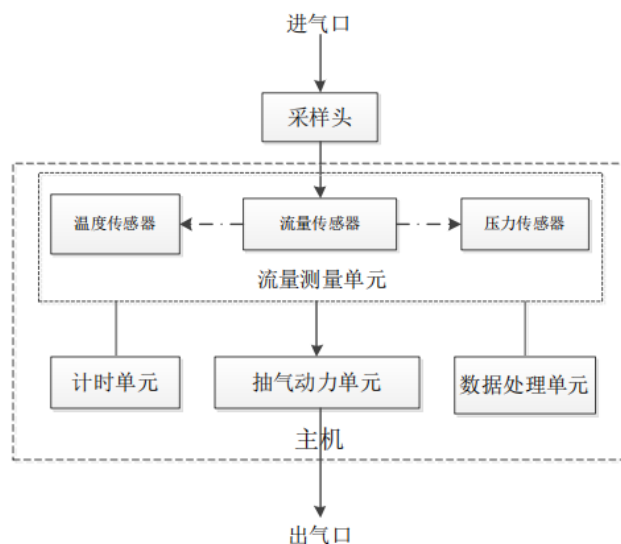 进气口
采样头
温度传感器
流量传感器
压力传感器
流量测量单元
计时单元
抽气动力单元
数据处理单元
主机
出气口